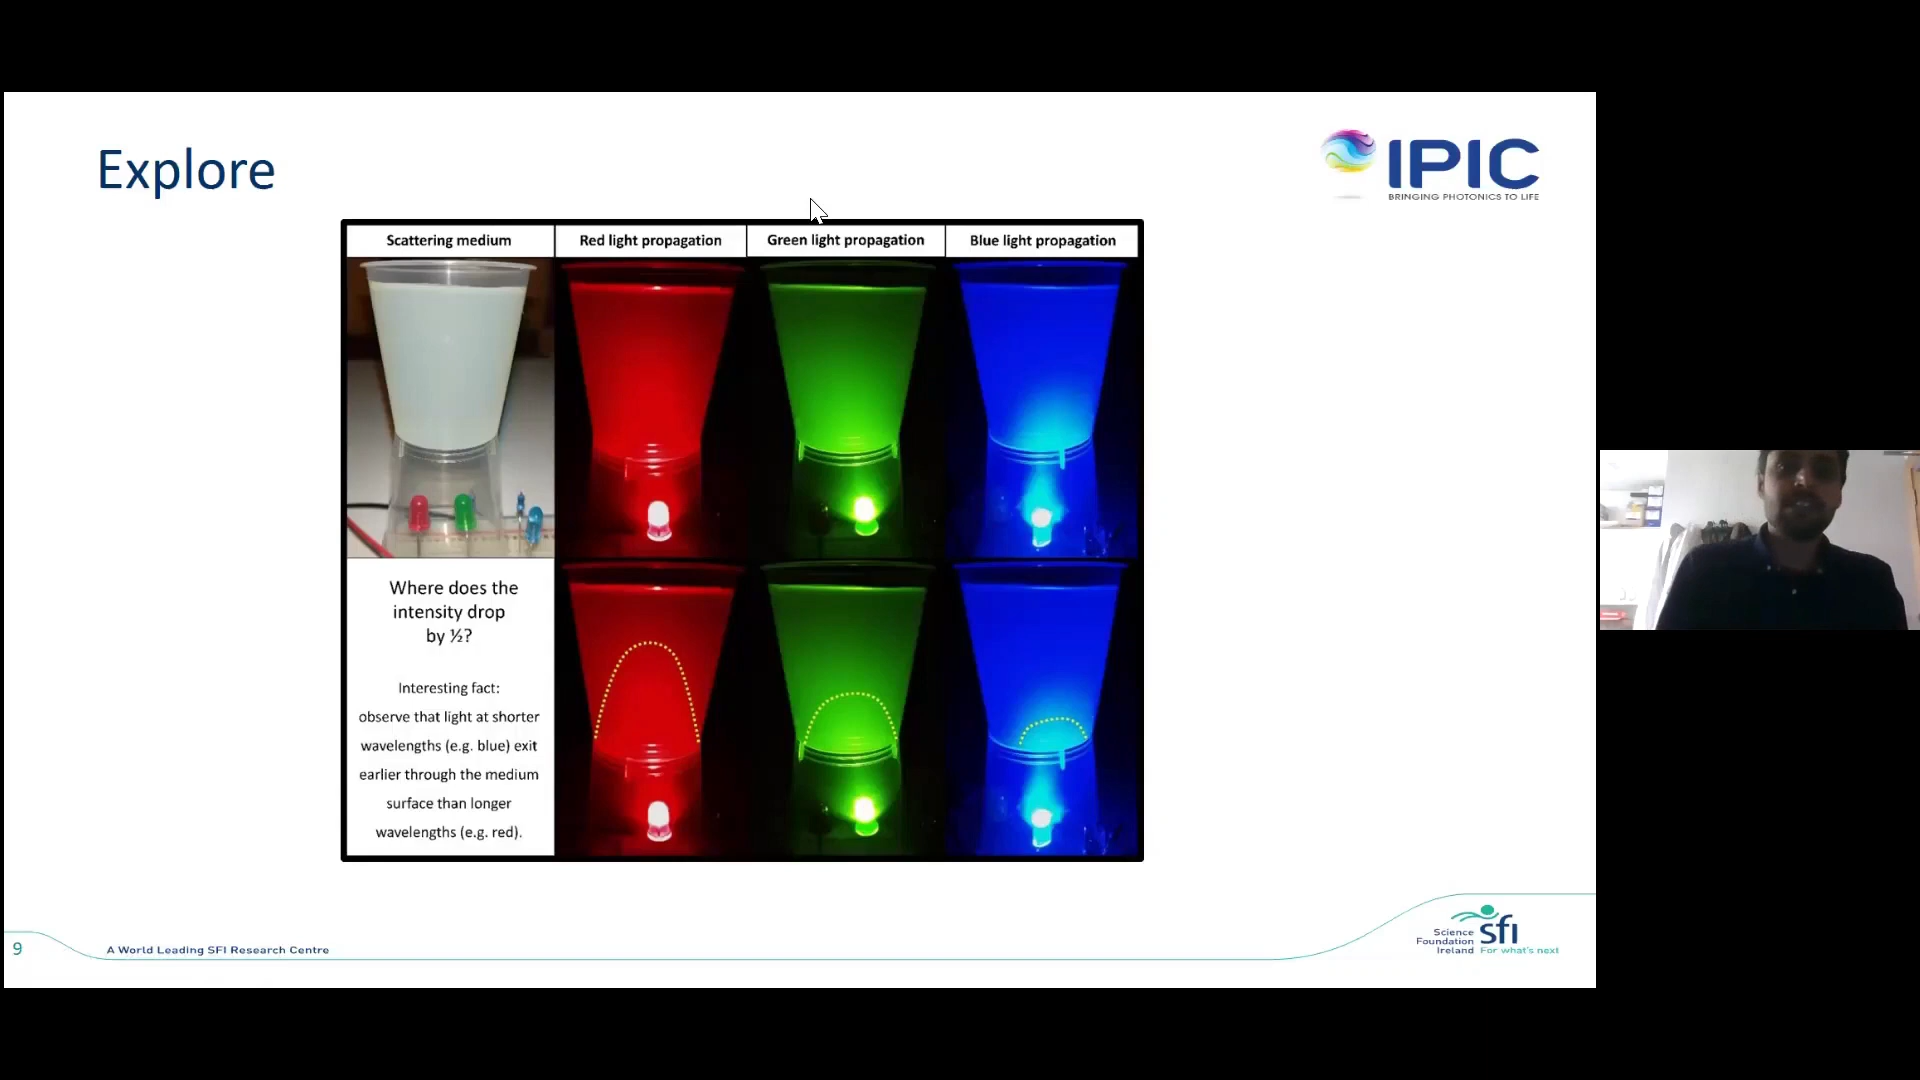 Explore
IPIC
BRINGING PHOTONICS TO LIFE
Scattering medium
Red light propagation
Green light propagation
Blue light propagation
Where does the
intensity drop
by ½?
Interesting fact:
observe that light at shorter
wavelengths (e.g. blue) exit
earlier through the medium
surface than longer
wavelengths (e.g. red).
9
A World Leading SFI Research Centre
Science
Foundation
Ireland
sfi
For what's next